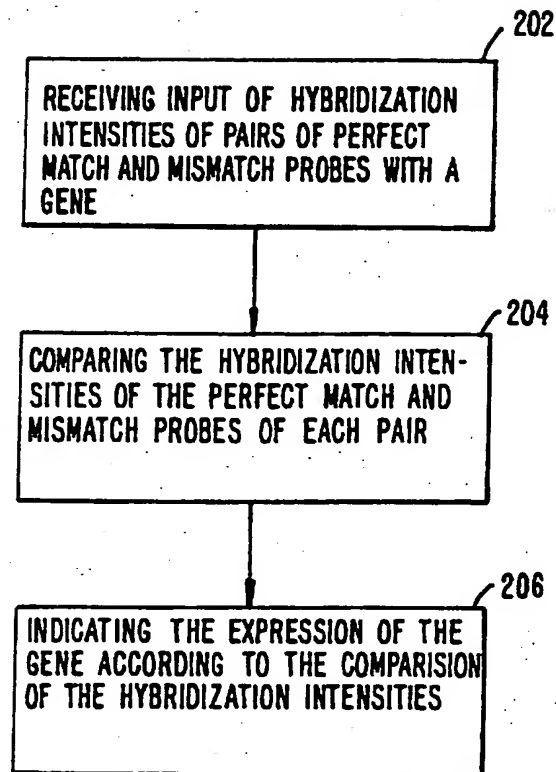 202
RECEIVING INPUT OF HYBRIDIZATION
INTENSITIES OF PAIRS OF PERFECT
MATCH AND MISMATCH PROBES WITH A
GENE
204
COMPARING THE HYBRIDIZATION INTEN-
SITIES OF THE PERFECT MATCH AND
MISMATCH PROBES OF EACH PAIR
206
INDICATING THE EXPRESSION OF THE
GENE ACCORDING TO THE COMPARISION
OF THE HYBRIDIZATION INTENSITIES